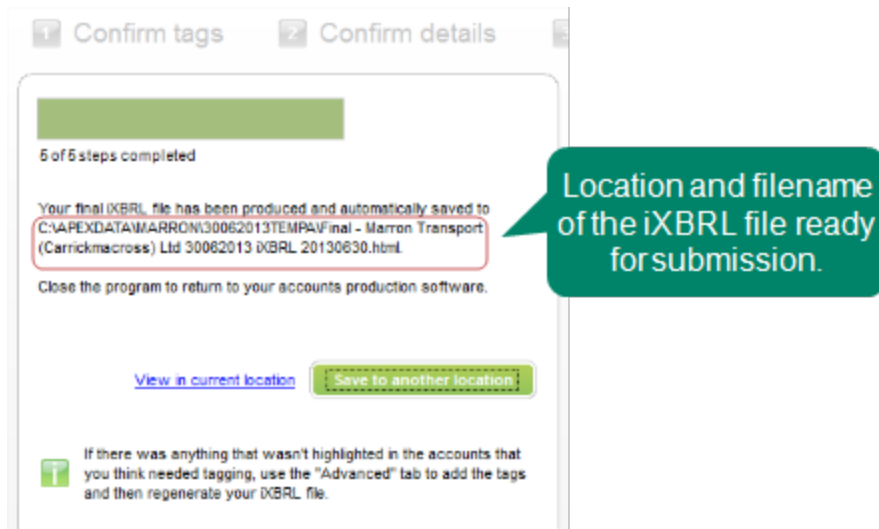 1 Confirm tags 2 Confirm details 3
5 of 5 steps completed
Your final iXBRL file has been produced and automatically saved to
C:\APEXDATA\MARRON\30062013TEMPA\Final - Marron Transport
(Carrickmacross) Ltd 30062013 iXBRL 20130630.html.
Close the program to return to your accounts production software.
View in current location Save to another location
If there was anything that wasn't highlighted in the accounts that
you think needed tagging, use the "Advanced" tab to add the tags
and then regenerate your iXBRL file.
Location and filename
of the iXBRL file ready
for submission.